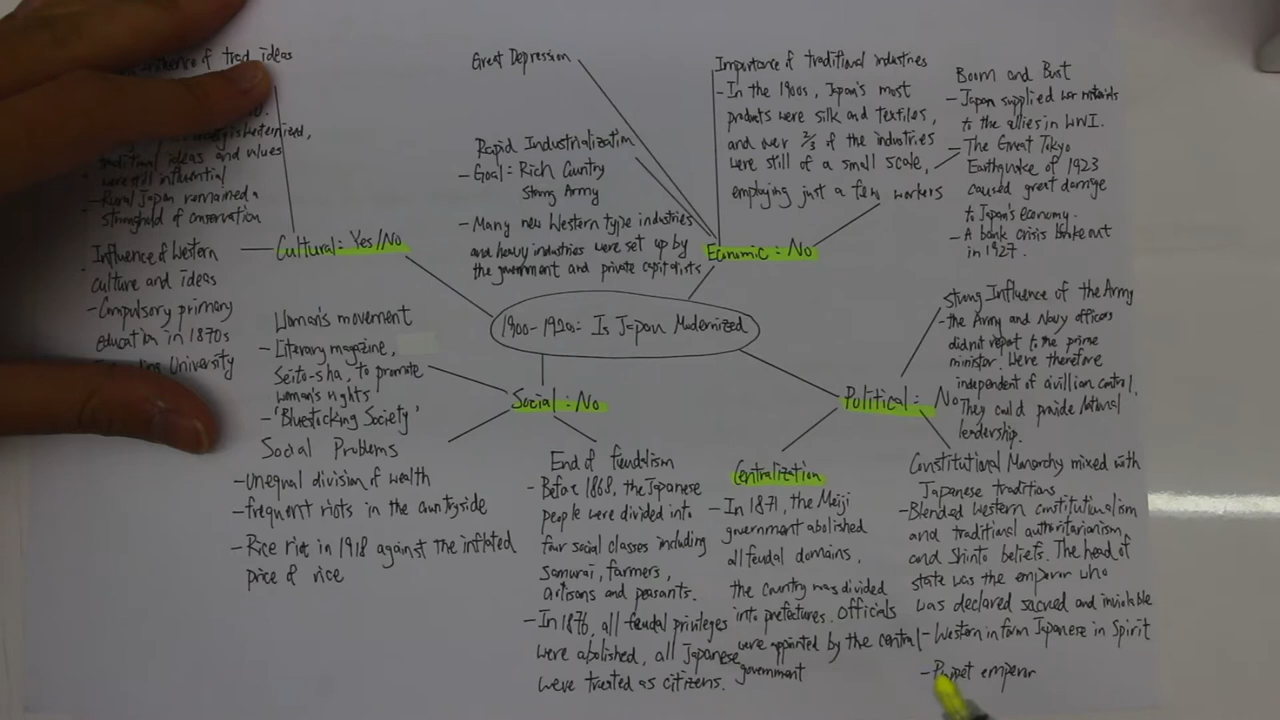 of trad ideas
traditional ideas and values
were still influential
- Rural Japan remained a
stronghold of conservation
Cultural = Yes/No
Influence of Western
culture and ideas
- Compulsory primary
education in 1870s
University
Great Depression
Rapid Industrialization
- Goal = Rich Cuntry
Strong Army
- Many new Western type industries
and heavy industries were set up by
the government and private capitalists
Importance of traditional industries
- In the 1900s, Japan's most
products were silk and textiles,
and over 2/3 of the industries
were still of a small scale,
employing just a few workers
Economic = No
Boom and Bust
- Japan supplied war materials
to the allies in WWI.
- The Great Tokyo
Earthquake of 1923
caused great damage
to Japan's economy.
- A bank crisis broke out
in 1927.
1900-1920s = Is Japan Modernized
Woman's movement
- Literary magazine,
Seito-sha, to promote
woman's rights
- 'Bluestocking Society'
Social = No
Social Problems
- Unequal division of wealth
- frequent riots in the countryside
- Rice riot in 1918 against the inflated
price of rice
End of feudalism
- Before 1868, the Japanese
people were divided into
four social classes including
Samurai, farmers,
artisans and peasants.
- In 1876, all feudal privileges
were abolished, all Japanese
were treated as citizens.
Political = No
Centralization
- In 1871, the Meiji
government abolished
all feudal domains,
the country was divided
into prefectures. Officials
were appointed by the central
government
Strong Influence of the Army
- the Army and Navy offices
didn't report to the prime
minister. Were therefore
independent of civillian control.
They could provide National
leadership.
Constitutional Monarchy mixed with
Japanese traditions
- Blended Western constitutionalism
and traditional authoritarianism,
and Shinto beliefs. The head of
state was the emperor who
was declared sacred and inviolable
- Western in form Japanese in Spirit
- Puppet emperor